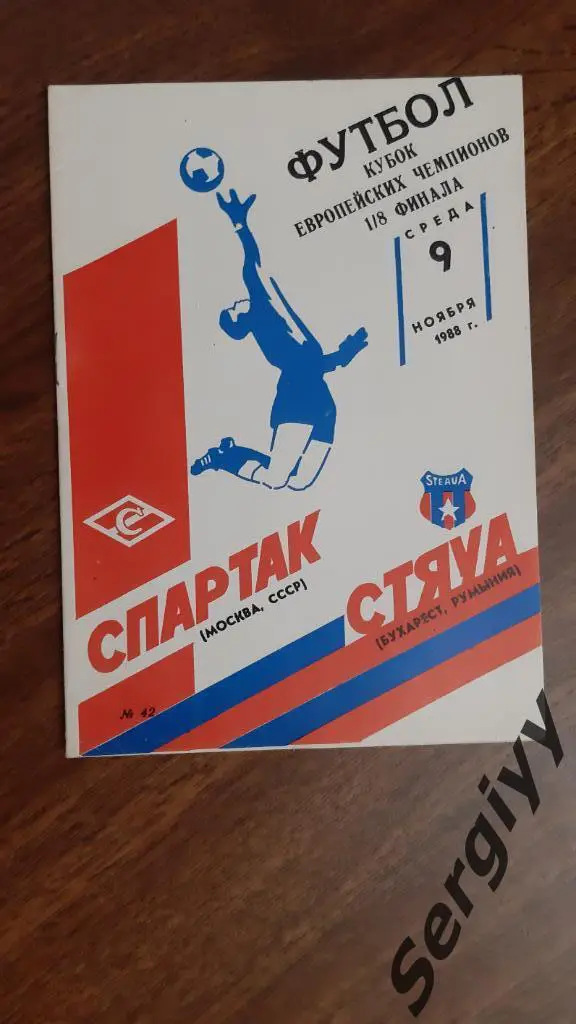 ФУТБОЛ
КУБОК
ЕВРОПЕЙСКИХ ЧЕМПИОНОВ
1/8 ФИНАЛА
СРЕДА
9
НОЯБРЯ
1988 г.
STEAUA
СПАРТАК
(МОСКВА, СССР)
СТЯУА
(БУХАРЕСТ, РУМЫНИЯ)
№ 42
Sergiyy